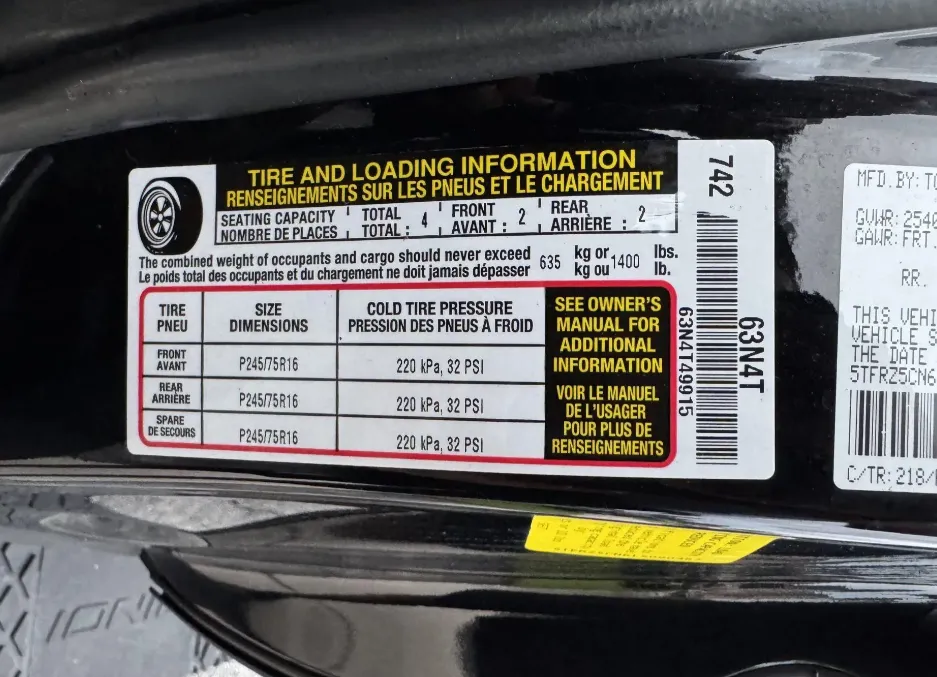 TIRE AND LOADING INFORMATION
RENSEIGNEMENTS SUR LES PNEUS ET LE CHARGEMENT
SEATING CAPACITY TOTAL FRONT REAR
NOMBRE DE PLACES TOTAL : 4 AVANT : 2 ARRIÈRE : 2
The combined weight of occupants and cargo should never exceed 635 kg or 1400 lbs.
Le poids total des occupants et du chargement ne doit jamais dépasser kg ou lb.
TIRE SIZE COLD TIRE PRESSURE
PNEU DIMENSIONS PRESSION DES PNEUS À FROID
FRONT
AVANT P245/75R16 220 kPa, 32 PSI
REAR
ARRIÈRE P245/75R16 220 kPa, 32 PSI
SPARE
DE SECOURS P245/75R16 220 kPa, 32 PSI
SEE OWNER'S
MANUAL FOR
ADDITIONAL
INFORMATION
VOIR LE MANUEL
DE L'USAGER
POUR PLUS DE
RENSEIGNEMENTS
742
63N4T49915
63N4T
MFD.BY:
GVWR:
GAWR: FRT.
RR.
THIS
VEHICLE
THE DATE
5TFRZ5CN6
C/TR: 218/